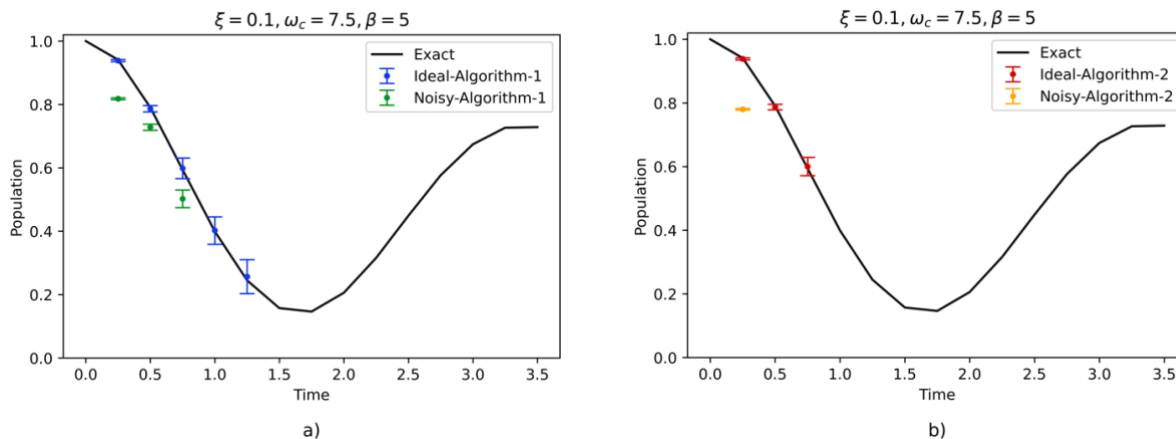 ξ = 0.1, ω_c = 7.5, β = 5
1.0
0.8
0.6
0.4
0.2
0.0
Population
0.0 0.5 1.0 1.5 2.0 2.5 3.0 3.5
Time
Exact
Ideal-Algorithm-1
Noisy-Algorithm-1
a)
ξ = 0.1, ω_c = 7.5, β = 5
1.0
0.8
0.6
0.4
0.2
0.0
Population
0.0 0.5 1.0 1.5 2.0 2.5 3.0 3.5
Time
Exact
Ideal-Algorithm-2
Noisy-Algorithm-2
b)